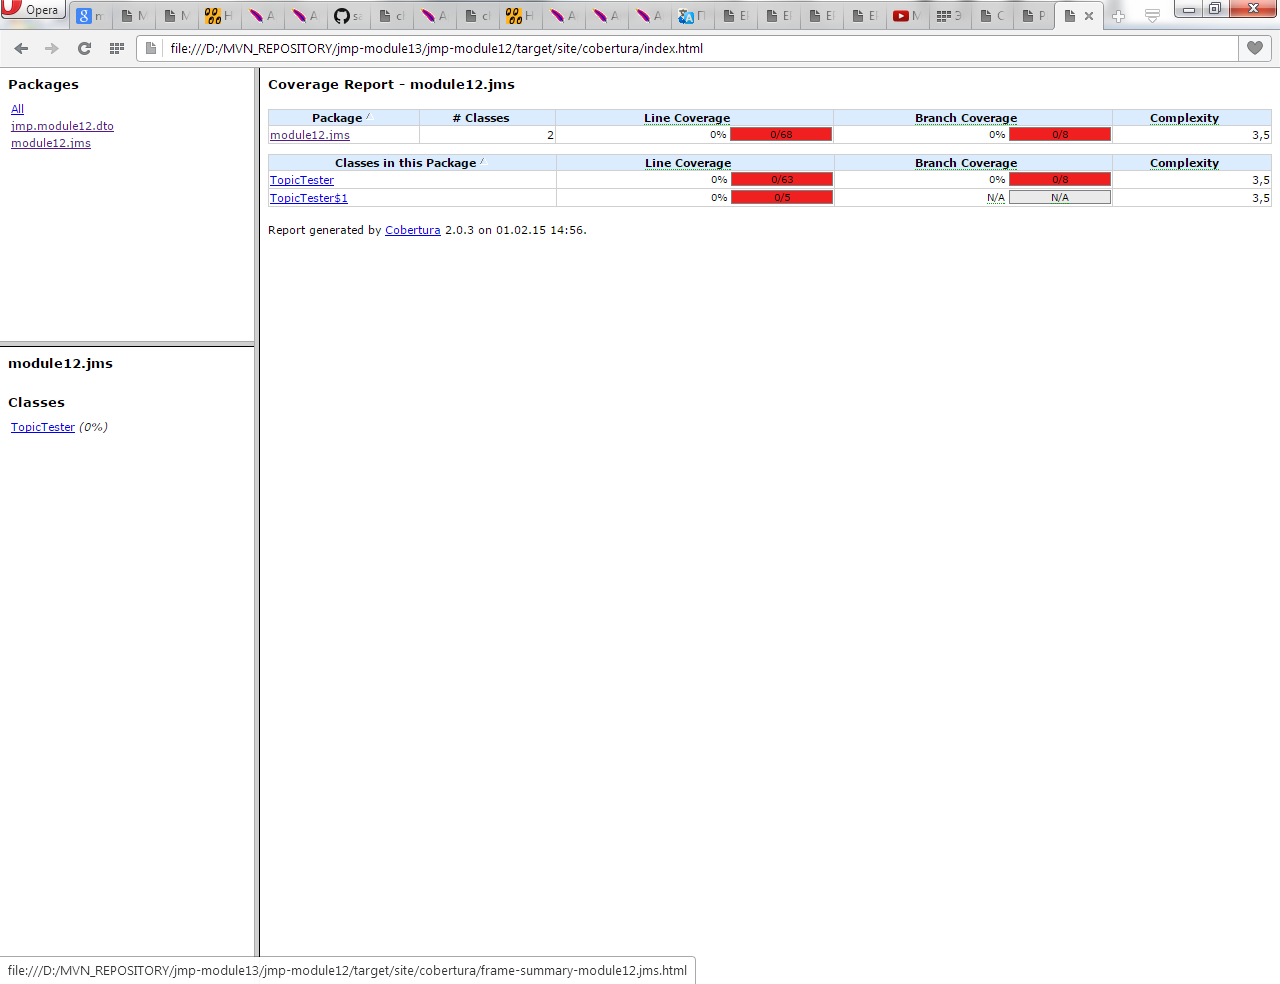 Opera
file:///D:/MVN_REPOSITORY/jmp-module13/jmp-module12/target/site/cobertura/index.html
Packages
All
jmp.module12.dto
module12.jms
module12.jms
Classes
TopicTester (0%)
Coverage Report - module12.jms
Package # Classes Line Coverage Branch Coverage Complexity
module12.jms 2 0% 0/68 0% 0/8 3,5
Classes in this Package Line Coverage Branch Coverage Complexity
TopicTester 0% 0/63 0% 0/8 3,5
TopicTester$1 0% 0/5 N/A N/A 3,5
Report generated by Cobertura 2.0.3 on 01.02.15 14:56.
file:///D:/MVN_REPOSITORY/jmp-module13/jmp-module12/target/site/cobertura/frame-summary-module12.jms.html